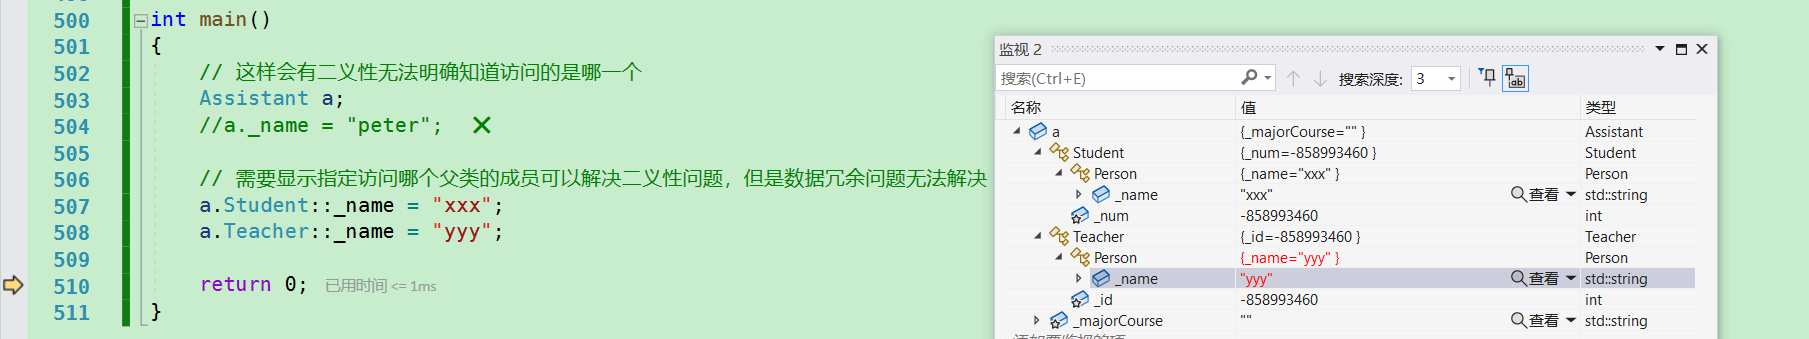 500 int main()
501 {
502 // 这样会有二义性无法明确知道访问的是哪一个
503 Assistant a;
504 //a._name = "peter"; ✕
505
506 // 需要显示指定访问哪个父类的成员可以解决二义性问题，但是数据冗余问题无法解决
507 a.Student::_name = "xxx";
508 a.Teacher::_name = "yyy";
509
510 return 0; 已用时间 <= 1ms
511 }
监视 2
搜索(Ctrl+E) 搜索深度: 3
名称 值 类型
a {_majorCourse="" } Assistant
Student {_num=-858993460 } Student
Person {_name="xxx" } Person
_name "xxx" 查看 std::string
_num -858993460 int
Teacher {_id=-858993460 } Teacher
Person {_name="yyy" } Person
_name "yyy" 查看 std::string
_id -858993460 int
_majorCourse "" 查看 std::string